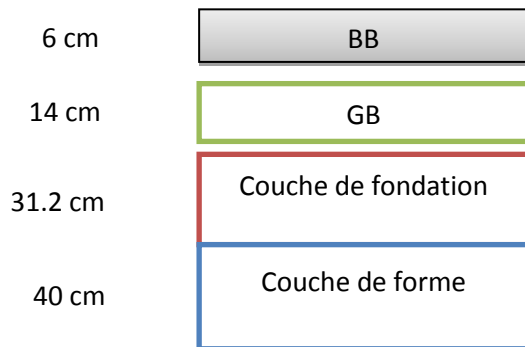 6 cm BB
14 cm GB
31.2 cm Couche de fondation
40 cm Couche de forme